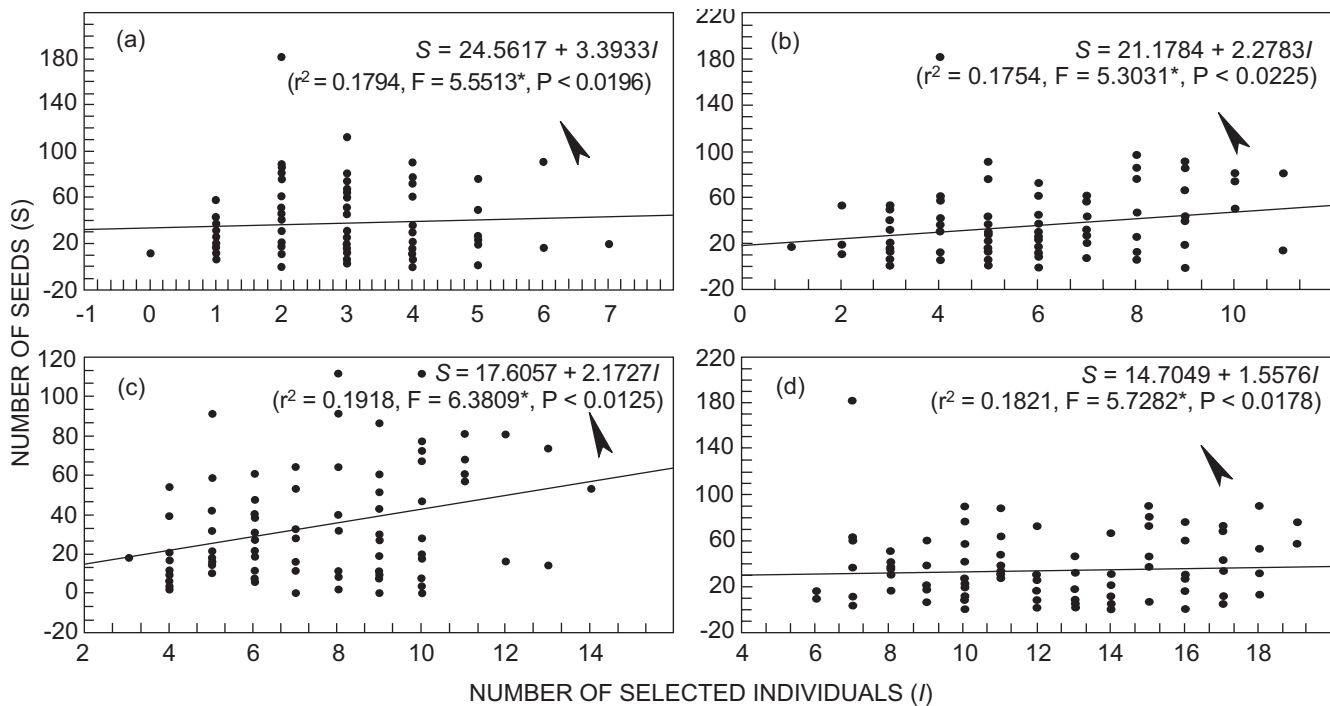 NUMBER OF SEEDS (S)
(a)
S = 24.5617 + 3.3933I
(r² = 0.1794, F = 5.5513*, P < 0.0196)
180
140
100
60
20
-20
-1 0 1 2 3 4 5 6 7
(b)
S = 21.1784 + 2.2783I
(r² = 0.1754, F = 5.3031*, P < 0.0225)
220
180
140
100
60
20
-20
0 2 4 6 8 10
(c)
S = 17.6057 + 2.1727I
(r² = 0.1918, F = 6.3809*, P < 0.0125)
120
100
80
60
40
20
0
-20
2 4 6 8 10 12 14
(d)
S = 14.7049 + 1.5576I
(r² = 0.1821, F = 5.7282*, P < 0.0178)
220
180
140
100
60
20
-20
4 6 8 10 12 14 16 18
NUMBER OF SELECTED INDIVIDUALS (I)